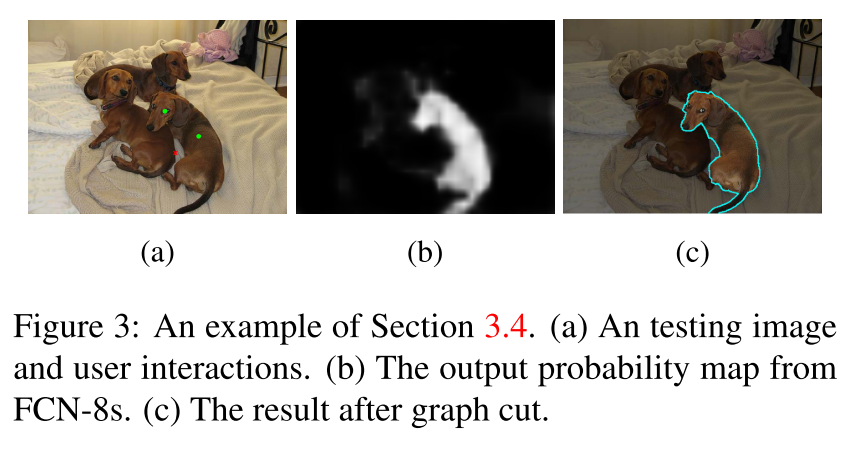 (a)
(b)
(c)
Figure 3: An example of Section 3.4. (a) An testing image
and user interactions. (b) The output probability map from
FCN-8s. (c) The result after graph cut.